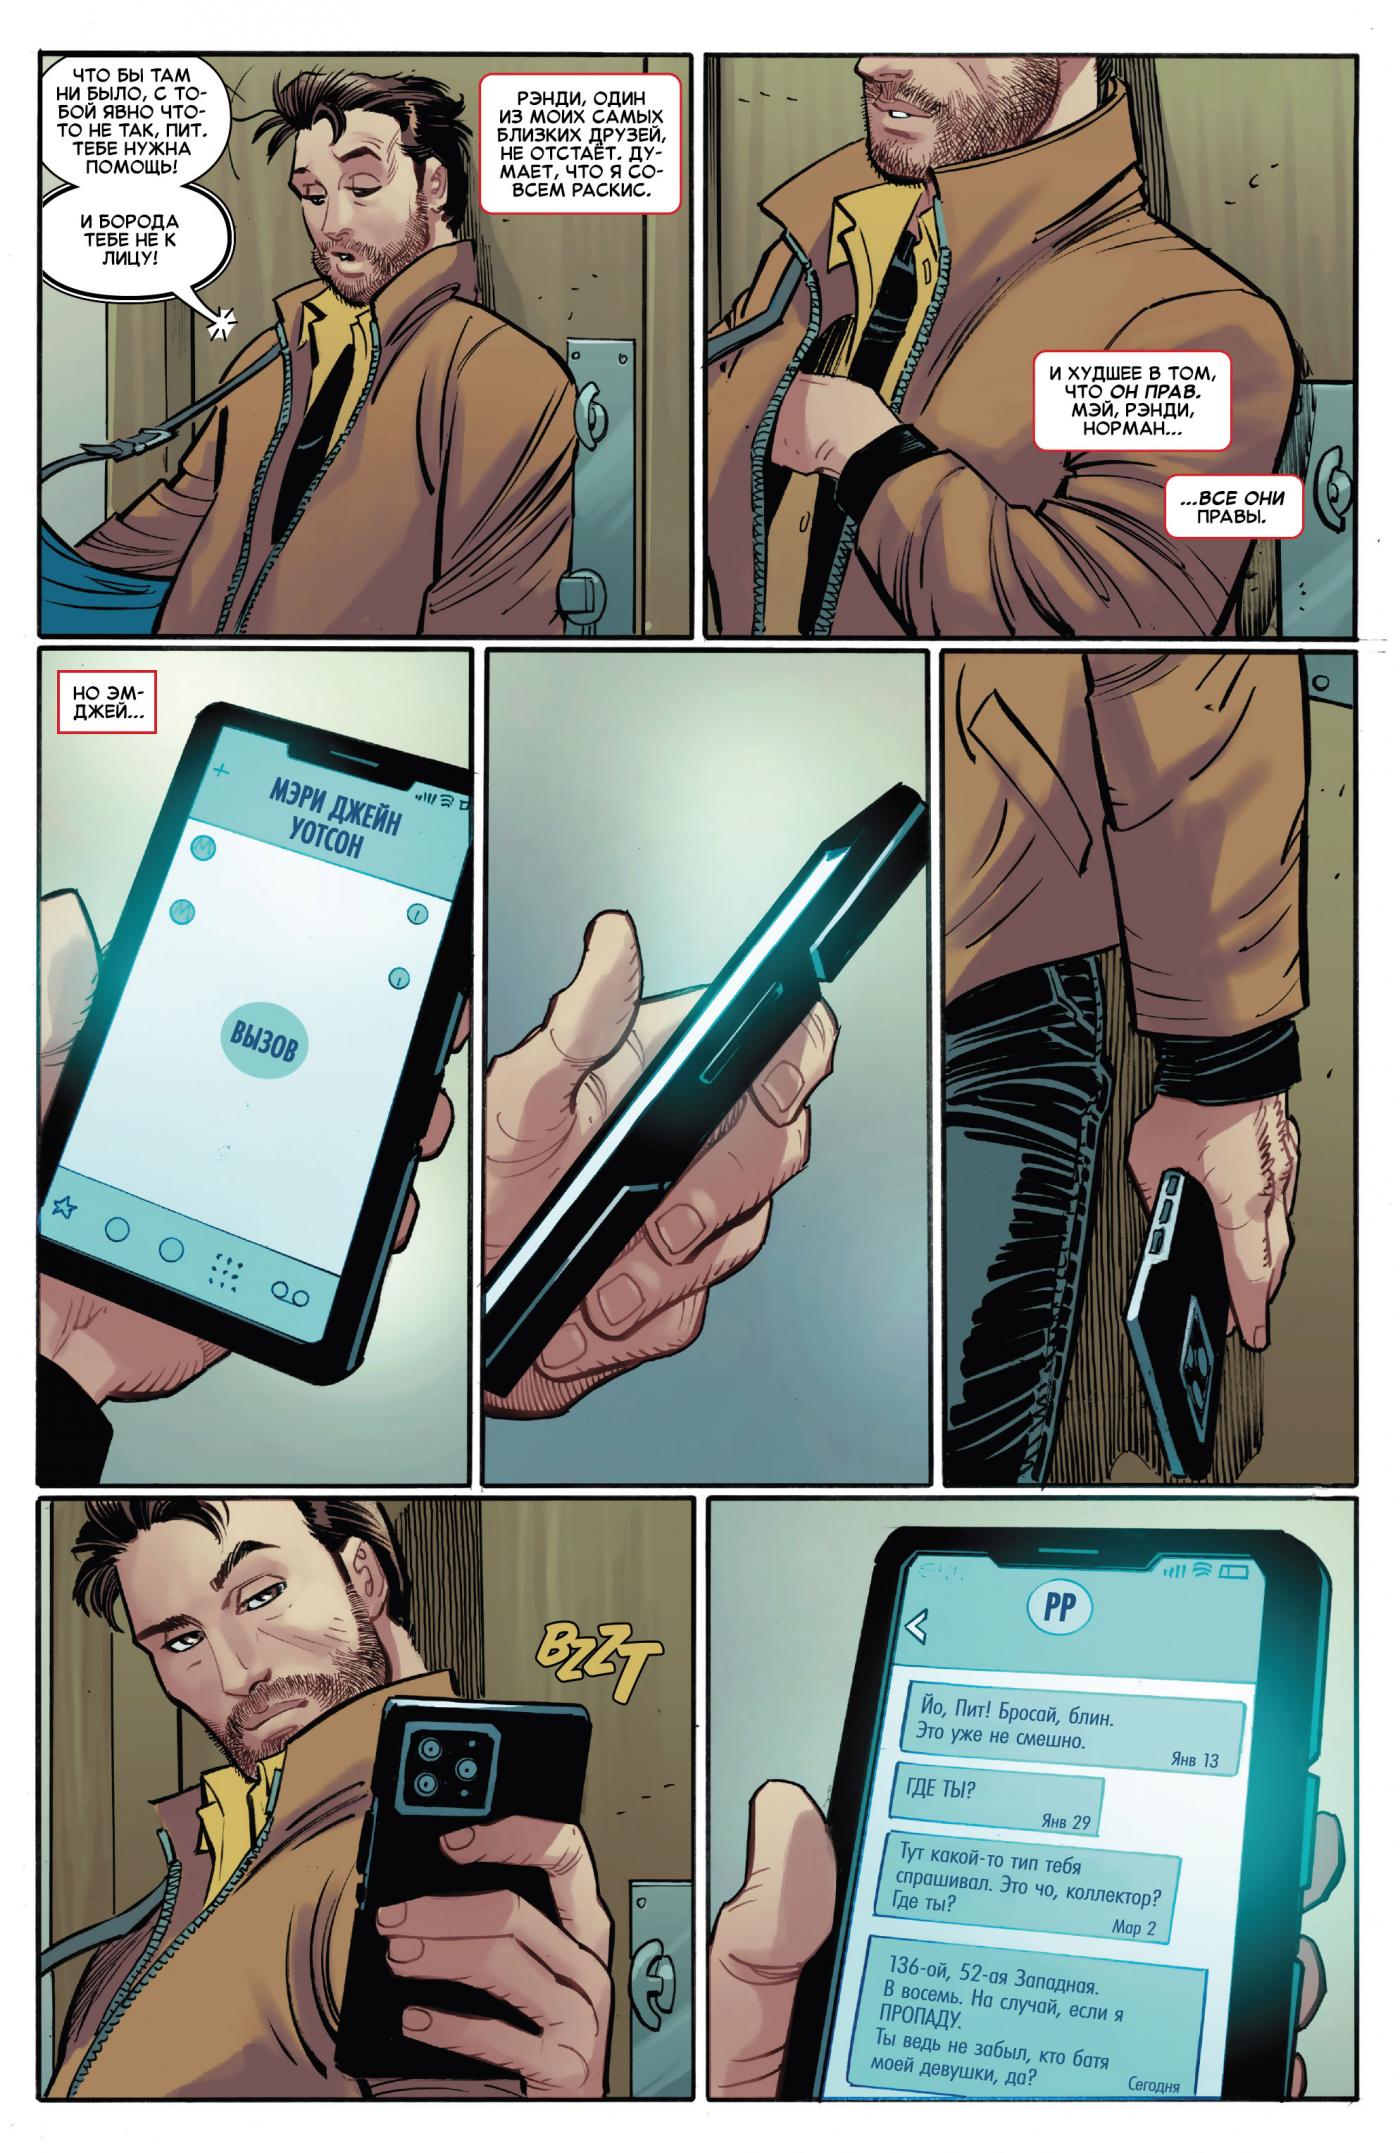 ЧТО БЫ ТАМ
НИ БЫЛО, С ТО-
БОЙ ЯВНО ЧТО-
ТО НЕ ТАК, ПИТ.
ТЕБЕ НУЖНА
ПОМОЩЬ!
И БОРОДА
ТЕБЕ НЕ К
ЛИЦУ!
РЭНДИ, ОДИН
ИЗ МОИХ САМЫХ
БЛИЗКИХ ДРУЗЕЙ,
НЕ ОТСТАЁТ. ДУ-
МАЕТ, ЧТО Я СО-
ВСЕМ РАСКИС.
И ХУДШЕЕ В ТОМ,
ЧТО ОН ПРАВ.
МЭЙ, РЭНДИ,
НОРМАН...
...ВСЕ ОНИ
ПРАВЫ.
НО ЭМ-
ДЖЕЙ...
МЭРИ ДЖЕЙН
УОТСОН
ВЫЗОВ
BZZT
PP
Йо, Пит! Бросай, блин.
Это уже не смешно.
Янв 13
ГДЕ ТЫ?
Янв 29
Тут какой-то тип тебя
спрашивал. Это чо, коллектор?
Где ты?
Мар 2
136-ой, 52-ая Западная.
В восемь. На случай, если я
ПРОПАДУ.
Ты ведь не забыл, кто батя
моей девушки, да?
Сегодня